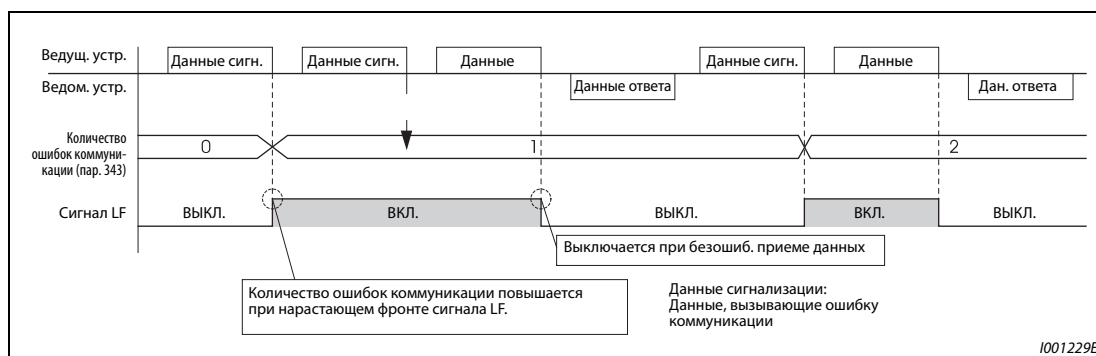 Ведущ. устр.
Данные сигн.
Данные сигн.
Данные
Данные сигн.
Данные
Ведом. устр.
Данные ответа
Дан. ответа
Количество
ошибок коммуни-
кации (пар. 343)
0
1
2
Сигнал LF
ВЫКЛ.
ВКЛ.
ВЫКЛ.
ВКЛ.
ВЫКЛ.
Выключается при безошиб. приеме данных
Количество ошибок коммуникации повышается
при нарастающем фронте сигнала LF.
Данные сигнализации:
Данные, вызывающие ошибку
коммуникации
I001229E